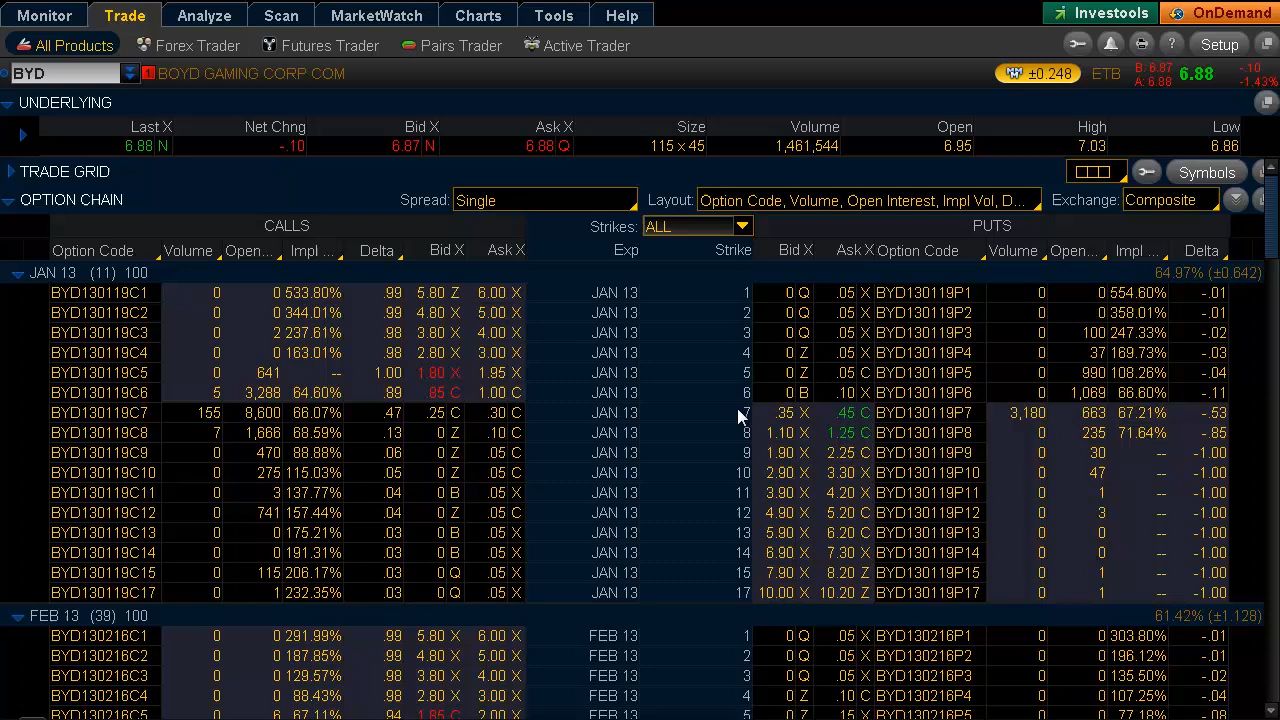 Monitor Trade Analyze Scan MarketWatch Charts Tools Help Investools OnDemand
All Products Forex Trader Futures Trader Pairs Trader Active Trader ? Setup
BYD 1 BOYD GAMING CORP COM ±0.248 ETB B: 6.87 A: 6.88 6.88 -.10 -1.43%
UNDERLYING
Last X Net Chng Bid X Ask X Size Volume Open High Low
6.88 N -.10 6.87 N 6.88 Q 115 x 45 1,461,544 6.95 7.03 6.86
TRADE GRID Symbols
OPTION CHAIN Spread: Single Layout: Option Code, Volume, Open Interest, Impl Vol, D... Exchange: Composite
CALLS Strikes: ALL PUTS
Option Code Volume Open... Impl ... Delta Bid X Ask X Exp Strike Bid X Ask X Option Code Volume Open... Impl ... Delta
JAN 13 (11) 100 64.97% (±0.642)
BYD130119C1 0 0 533.80% .99 5.80 Z 6.00 X JAN 13 1 0 Q .05 X BYD130119P1 0 0 554.60% -.01
BYD130119C2 0 0 344.01% .99 4.80 X 5.00 X JAN 13 2 0 Q .05 X BYD130119P2 0 0 358.01% -.01
BYD130119C3 0 2 237.61% .98 3.80 X 4.00 X JAN 13 3 0 Q .05 X BYD130119P3 0 100 247.33% -.02
BYD130119C4 0 0 163.01% .98 2.80 X 3.00 X JAN 13 4 0 Z .05 X BYD130119P4 0 37 169.73% -.03
BYD130119C5 0 641 -- 1.00 1.80 X 1.95 X JAN 13 5 0 Z .05 C BYD130119P5 0 990 108.26% -.04
BYD130119C6 5 3,288 64.60% .89 .85 C 1.00 C JAN 13 6 0 B .10 X BYD130119P6 0 1,069 66.60% -.11
BYD130119C7 155 8,600 66.07% .47 .25 C .30 C JAN 13 7 .35 X .45 C BYD130119P7 3,180 663 67.21% -.53
BYD130119C8 7 1,666 68.59% .13 0 Z .10 C JAN 13 8 1.10 X 1.25 C BYD130119P8 0 235 71.64% -.85
BYD130119C9 0 470 88.88% .06 0 Z .05 C JAN 13 9 1.90 X 2.25 C BYD130119P9 0 30 -- -1.00
BYD130119C10 0 275 115.03% .05 0 Z .05 X JAN 13 10 2.90 X 3.30 X BYD130119P10 0 47 -- -1.00
BYD130119C11 0 3 137.77% .04 0 B .05 X JAN 13 11 3.90 X 4.20 X BYD130119P11 0 1 -- -1.00
BYD130119C12 0 741 157.44% .04 0 Z .05 X JAN 13 12 4.90 X 5.20 C BYD130119P12 0 3 -- -1.00
BYD130119C13 0 0 175.21% .03 0 B .05 X JAN 13 13 5.90 X 6.20 C BYD130119P13 0 0 -- -1.00
BYD130119C14 0 0 191.31% .03 0 B .05 X JAN 13 14 6.90 X 7.30 X BYD130119P14 0 0 -- -1.00
BYD130119C15 0 115 206.17% .03 0 Q .05 X JAN 13 15 7.90 X 8.20 Z BYD130119P15 0 1 -- -1.00
BYD130119C17 0 1 232.35% .03 0 Q .05 X JAN 13 17 10.00 X 10.20 Z BYD130119P17 0 1 -- -1.00
FEB 13 (39) 100 61.42% (±1.128)
BYD130216C1 0 0 291.99% .99 5.80 X 6.00 X FEB 13 1 0 Q .05 X BYD130216P1 0 0 303.80% -.01
BYD130216C2 0 0 187.85% .99 4.80 X 5.00 X FEB 13 2 0 Q .05 X BYD130216P2 0 0 196.12% -.01
BYD130216C3 0 0 129.57% .98 3.80 X 4.00 X FEB 13 3 0 Q .05 X BYD130216P3 0 0 135.50% -.02
BYD130216C4 0 0 88.43% .98 2.80 X 3.00 X FEB 13 4 0 Z .10 C BYD130216P4 0 0 107.25% -.04
BYD130216C5 0 6 67.11% .94 1.85 C 2.00 X FEB 13 5 0 Z .15 X BYD130216P5 0 0 77.18% -.08